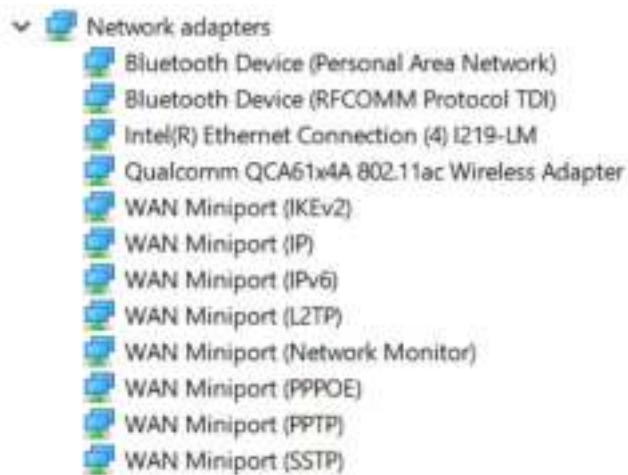 Network adapters
Bluetooth Device (Personal Area Network)
Bluetooth Device (RFCOMM Protocol TDI)
Intel(R) Ethernet Connection (4) I219-LM
Qualcomm QCA61x4A 802.11ac Wireless Adapter
WAN Miniport (IKEv2)
WAN Miniport (IP)
WAN Miniport (IPv6)
WAN Miniport (L2TP)
WAN Miniport (Network Monitor)
WAN Miniport (PPPOE)
WAN Miniport (PPTP)
WAN Miniport (SSTP)